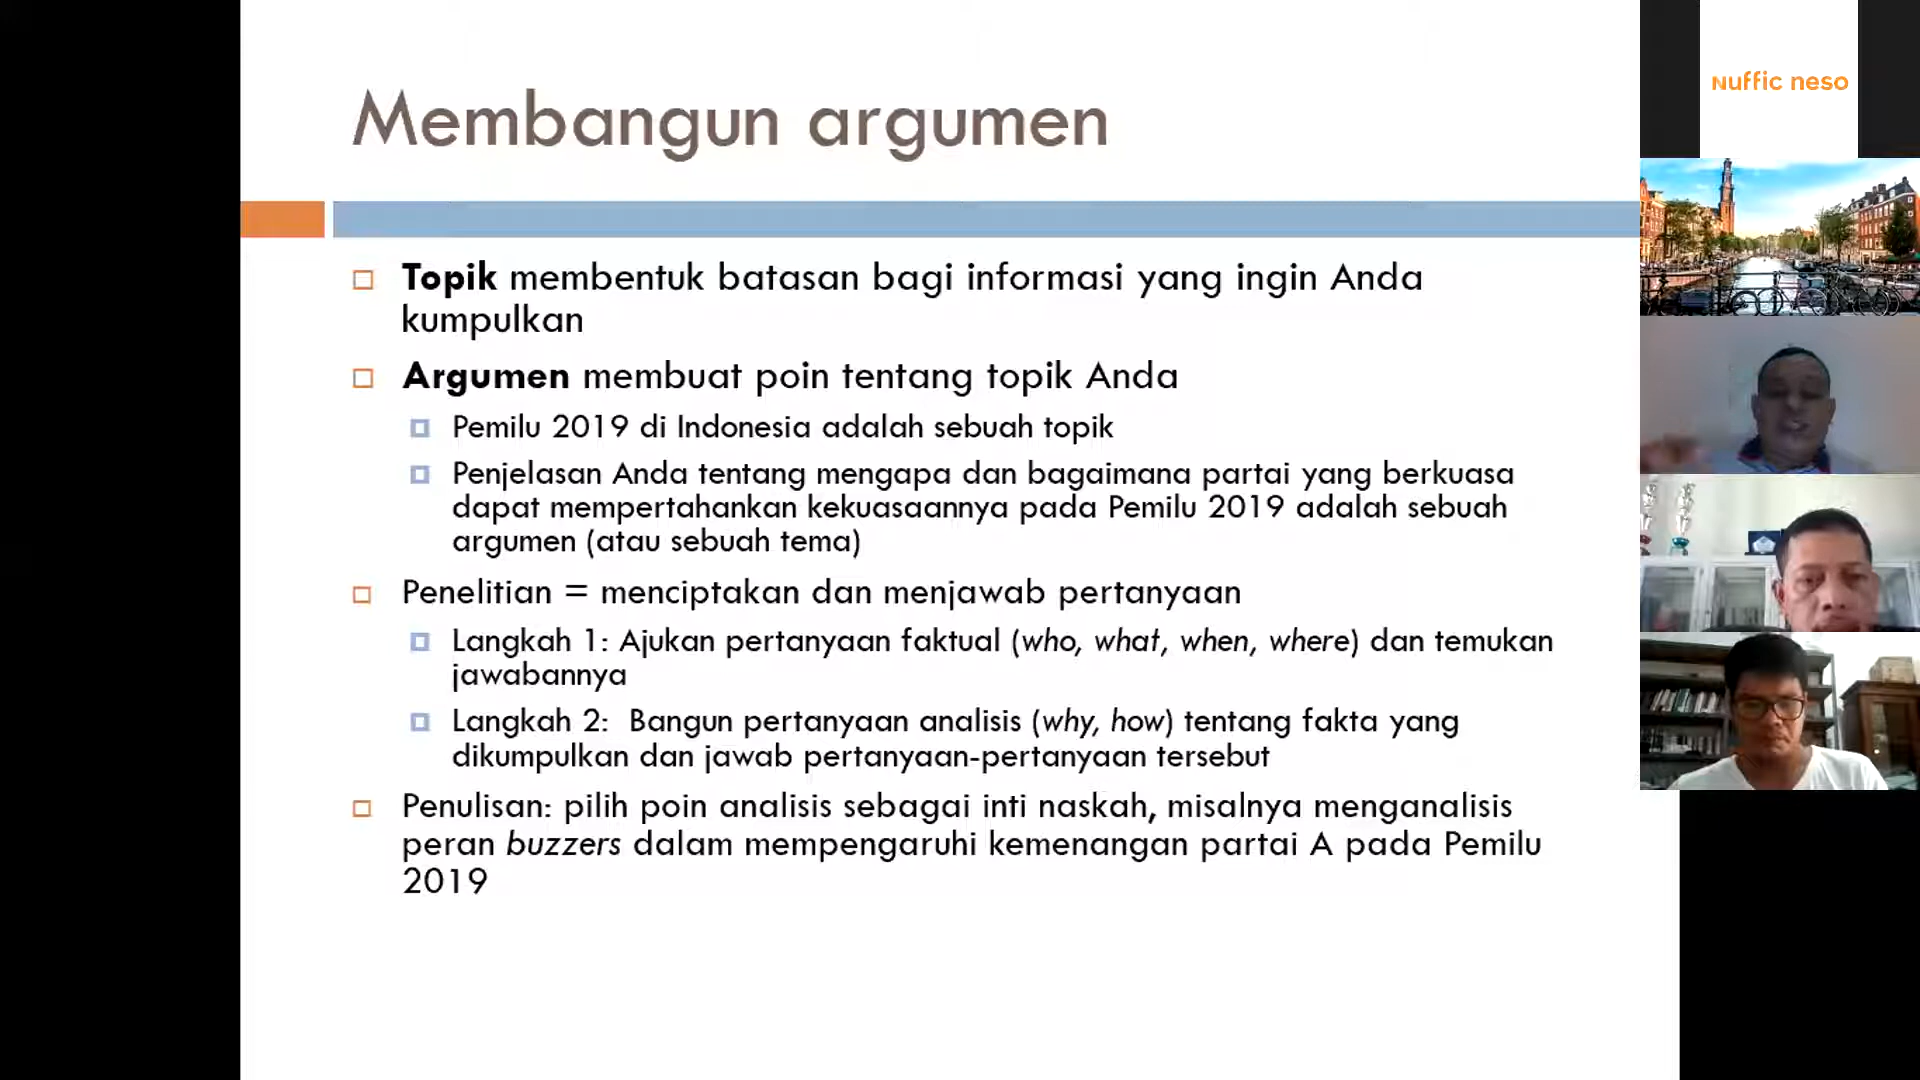 Membangun argumen
Topik membentuk batasan bagi informasi yang ingin Anda
kumpulkan
Argumen membuat poin tentang topik Anda
Pemilu 2019 di Indonesia adalah sebuah topik
Penjelasan Anda tentang mengapa dan bagaimana partai yang berkuasa
dapat mempertahankan kekuasaannya pada Pemilu 2019 adalah sebuah
argumen (atau sebuah tema)
Penelitian = menciptakan dan menjawab pertanyaan
Langkah 1: Ajukan pertanyaan faktual (who, what, when, where) dan temukan
jawabannya
Langkah 2:  Bangun pertanyaan analisis (why, how) tentang fakta yang
dikumpulkan dan jawab pertanyaan-pertanyaan tersebut
Penulisan: pilih poin analisis sebagai inti naskah, misalnya menganalisis
peran buzzers dalam mempengaruhi kemenangan partai A pada Pemilu
2019
Nuffic neso